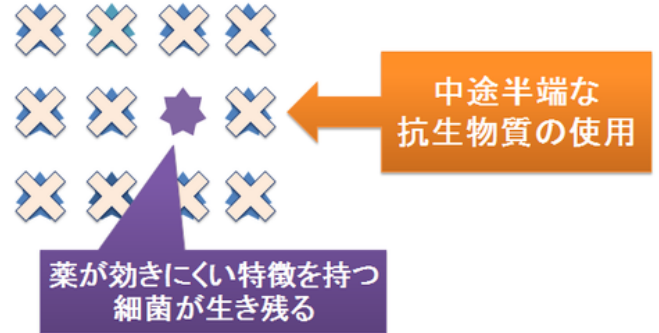 中途半端な
抗生物質の使用
薬が効きにくい特徴を持つ
細菌が生き残る